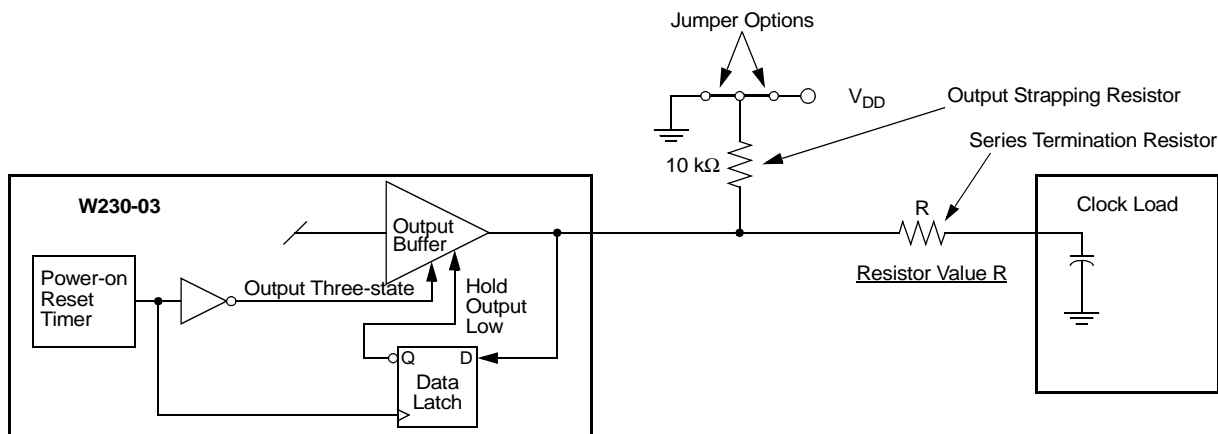 Jumper Options
V_DD
Output Strapping Resistor
Series Termination Resistor
10 kΩ
W230-03
R
Clock Load
Output
Buffer
Power-on
Reset
Timer
Output Three-state
Hold
Output
Low
Resistor Value R
Q
D
Data
Latch